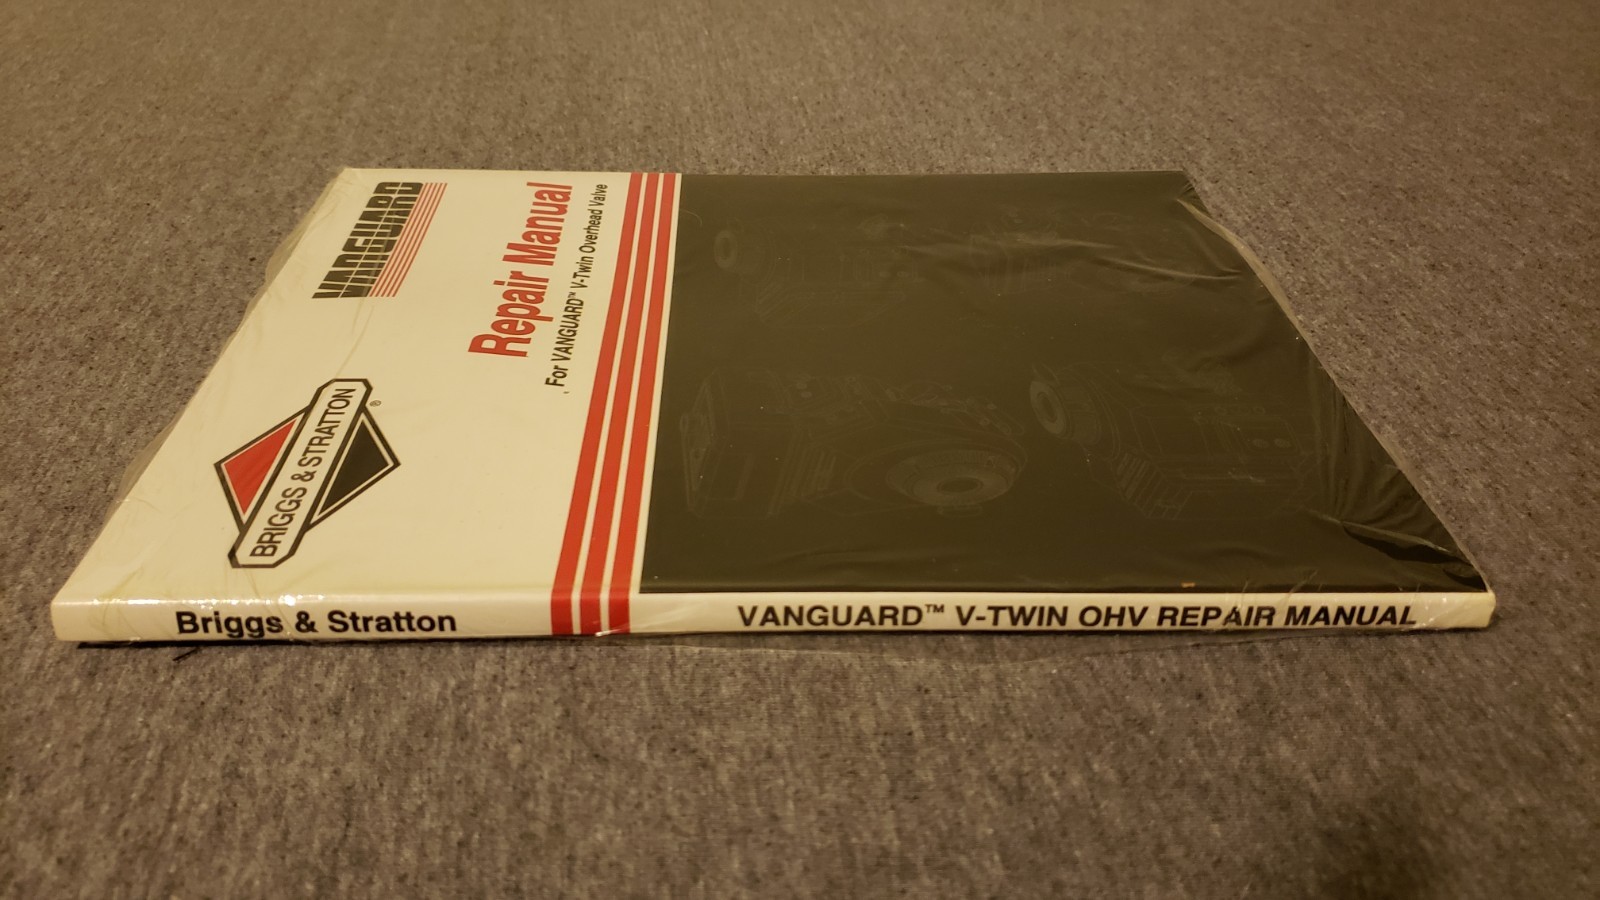 VANGUARD
Repair Manual
For VANGUARD™ V-Twin Overhead Valve
BRIGGS & STRATTON®
Briggs & Stratton
VANGUARD™ V-TWIN OHV REPAIR MANUAL